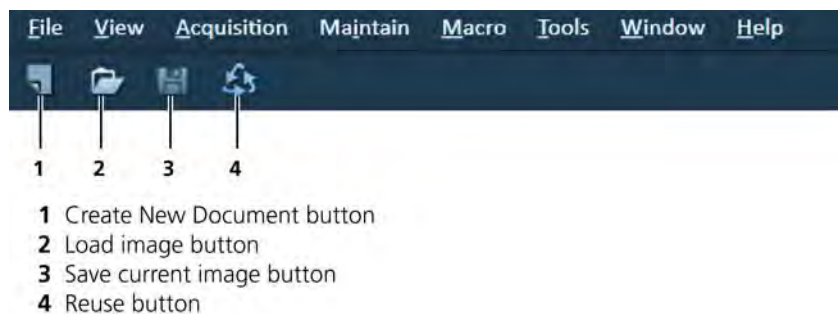 File View Acquisition Maintain Macro Tools Window Help
1 2 3 4
1 Create New Document button
2 Load image button
3 Save current image button
4 Reuse button